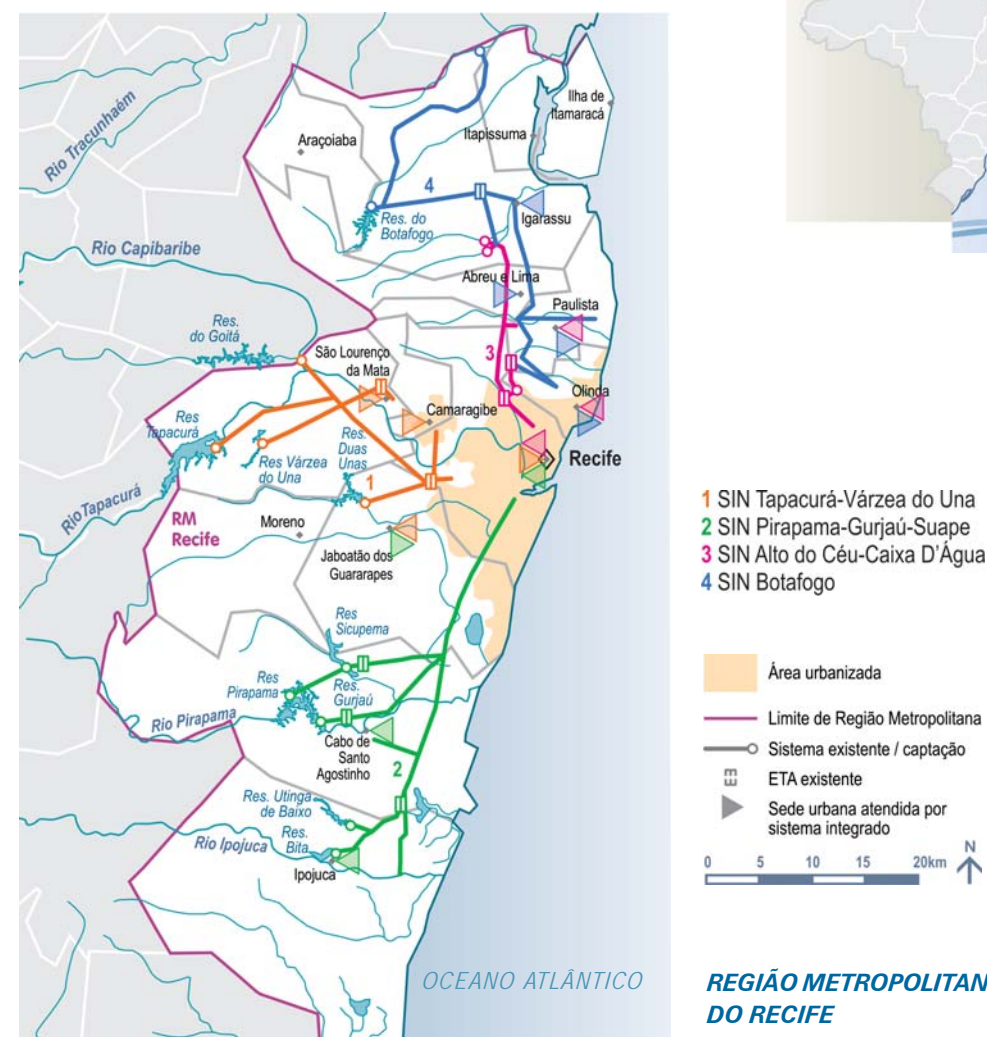 Rio Tracunhaém
Araçoiaba
Ilha de
Itamaracá
Itapissuma
4
Res. do
Botafogo
Igarassu
Rio Capibaribe
Abreu e Lima
Paulista
Res.
do Goitá
São Lourenço
da Mata
3
Olinda
Camaragibe
Res
Tapacurá
Res Várzea
do Una
Res.
Duas
Unas
Recife
Rio Tapacurá
1
RM
Recife
Moreno
Jaboatão dos
Guararapes
Res
Sicupema
Res
Pirapama
Res.
Gurjaú
Rio Pirapama
Cabo de
Santo
Agostinho
2
Res. Utinga
de Baixo
Rio Ipojuca
Res.
Bita
Ipojuca
OCEANO ATLÂNTICO
1 SIN Tapacurá-Várzea do Una
2 SIN Pirapama-Gurjaú-Suape
3 SIN Alto do Céu-Caixa D'Água
4 SIN Botafogo
Área urbanizada
Limite de Região Metropolitana
Sistema existente / captação
ETA existente
Sede urbana atendida por
sistema integrado
0 5 10 15 20km
N
REGIÃO METROPOLITAN
DO RECIFE